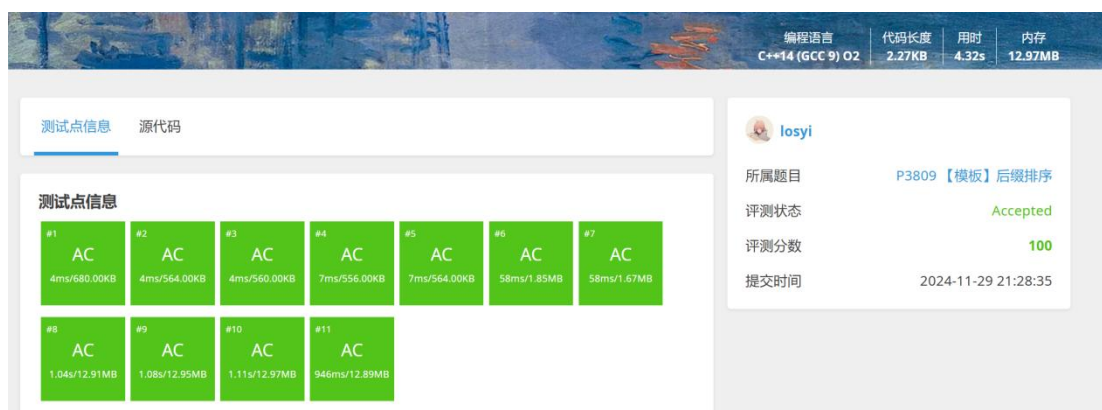 编程语言 代码长度 用时 内存
C++14 (GCC 9) O2 2.27KB 4.32s 12.97MB
测试点信息 源代码
losyi
所属题目 P3809 【模板】后缀排序
评测状态 Accepted
评测分数 100
提交时间 2024-11-29 21:28:35
测试点信息
#1 #2 #3 #4 #5 #6 #7
AC AC AC AC AC AC AC
4ms/680.00KB 4ms/564.00KB 4ms/560.00KB 7ms/556.00KB 7ms/564.00KB 58ms/1.85MB 58ms/1.67MB
#8 #9 #10 #11
AC AC AC AC
1.04s/12.91MB 1.08s/12.95MB 1.11s/12.97MB 946ms/12.89MB